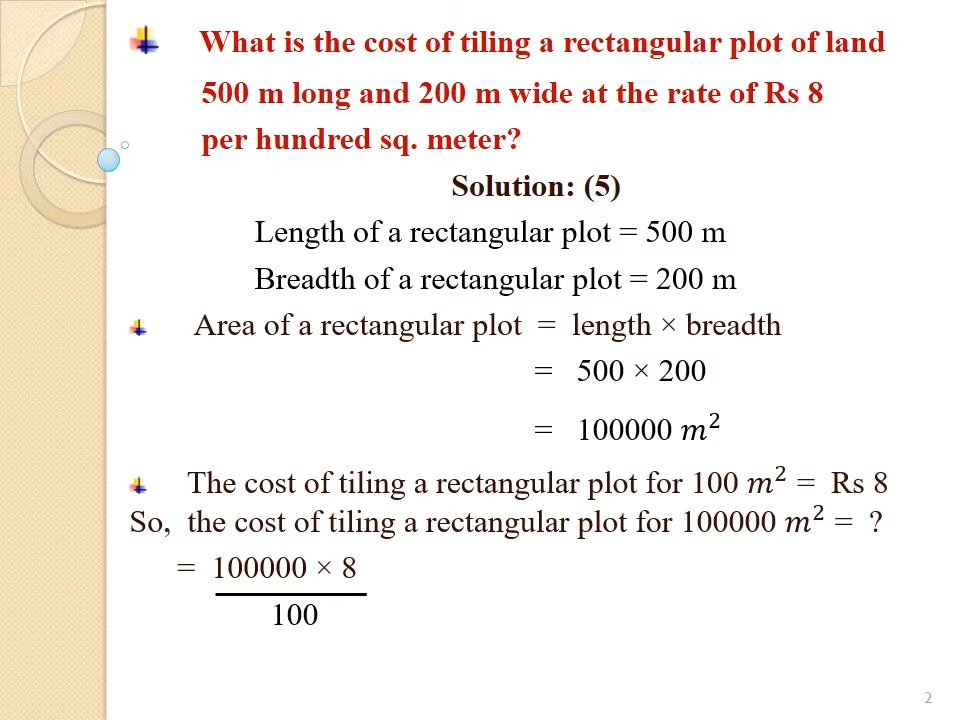 What is the cost of tiling a rectangular plot of land
500 m long and 200 m wide at the rate of Rs 8
per hundred sq. meter?
Solution: (5)
Length of a rectangular plot = 500 m
Breadth of a rectangular plot = 200 m
Area of a rectangular plot = length × breadth
= 500 × 200
= 100000 m²
The cost of tiling a rectangular plot for 100 m² = Rs 8
So, the cost of tiling a rectangular plot for 100000 m² = ?
= 100000 × 8
100
2